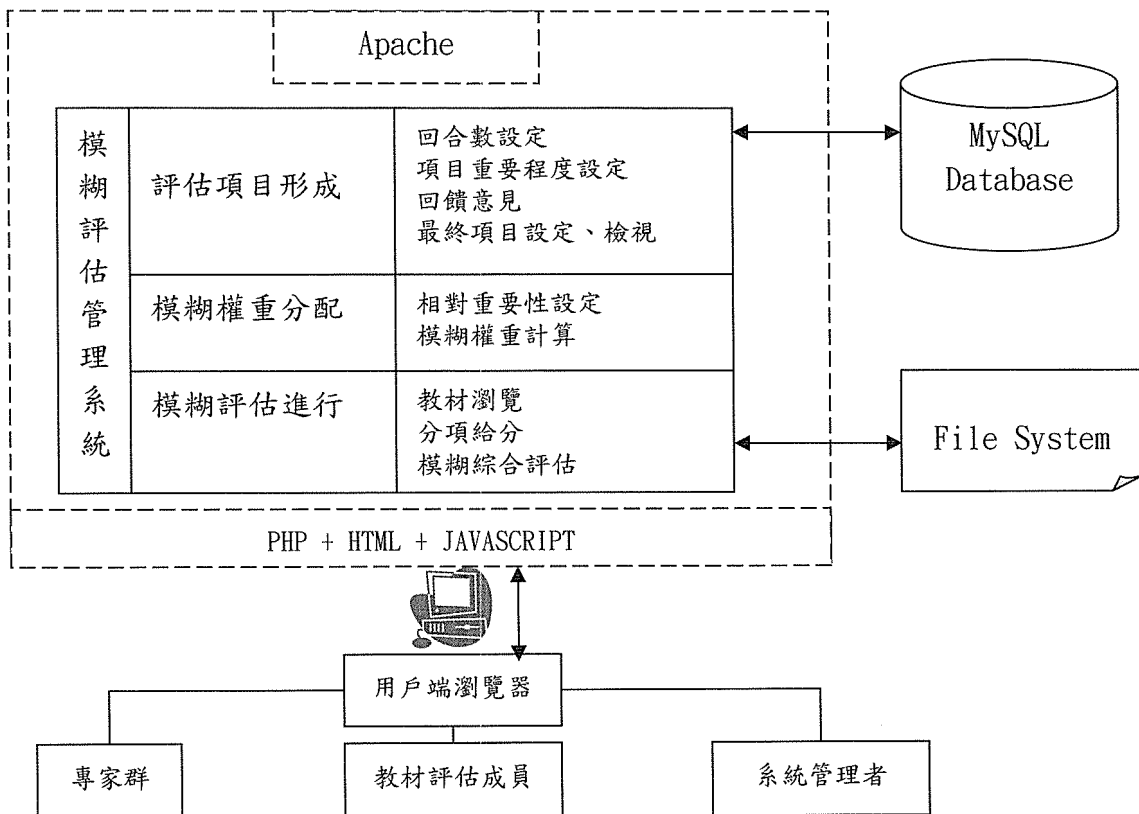 Apache
模糊評估管理系統
評估項目形成
回合數設定
項目重要程度設定
回饋意見
最終項目設定、檢視
模糊權重分配
相對重要性設定
模糊權重計算
模糊評估進行
教材瀏覽
分項給分
模糊綜合評估
MySQL
Database
File System
PHP + HTML + JAVASCRIPT
用戶端瀏覽器
專家群
教材評估成員
系統管理者